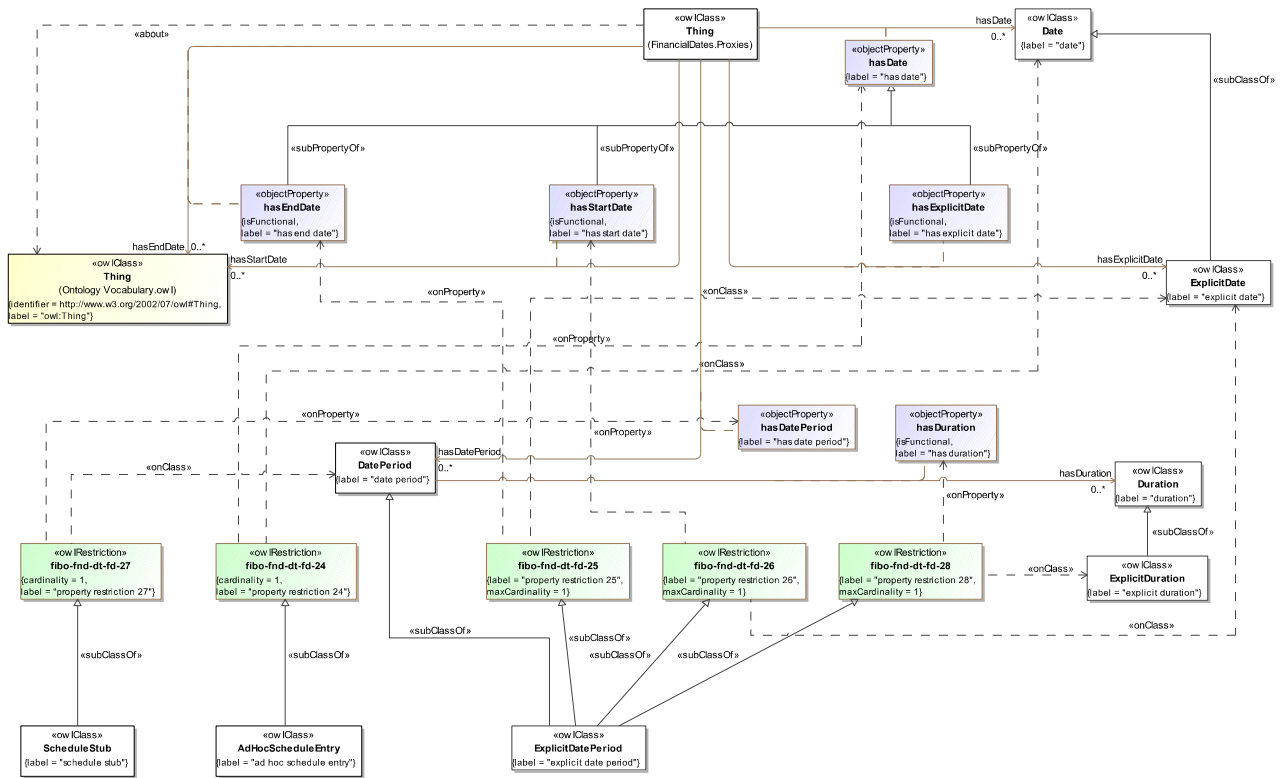 «owlClass»
Thing
(FinancialDates.Proxies)
hasDate
0..*
«owlClass»
Date
{label = "date"}
«about»
«objectProperty»
hasDate
{label = "has date"}
«subClassOf»
«subPropertyOf»
«subPropertyOf»
«subPropertyOf»
«objectProperty»
hasEndDate
{isFunctional,
label = "has end date"}
«objectProperty»
hasStartDate
{isFunctional,
label = "has start date"}
«objectProperty»
hasExplicitDate
{isFunctional,
label = "has explicit date"}
hasEndDate 0..*
«owlClass»
Thing
(Ontology Vocabulary.owl)
{identifier = http://www.w3.org/2002/07/owl#Thing,
label = "owl:Thing"}
hasStartDate
0..*
hasExplicitDate
0..*
«owlClass»
ExplicitDate
{label = "explicit date"}
«onProperty»
«onClass»
«onProperty»
«onClass»
«onProperty»
«onProperty»
«objectProperty»
hasDatePeriod
{label = "has date period"}
«objectProperty»
hasDuration
{isFunctional,
label = "has duration"}
«onClass»
«owlClass»
DatePeriod
{label = "date period"}
hasDatePeriod
0..*
hasDuration
0..*
«owlClass»
Duration
{label = "duration"}
«onProperty»
«subClassOf»
«owlRestriction»
fibo-fnd-dt-fd-27
{cardinality = 1,
label = "property restriction 27"}
«owlRestriction»
fibo-fnd-dt-fd-24
{cardinality = 1,
label = "property restriction 24"}
«owlRestriction»
fibo-fnd-dt-fd-25
{label = "property restriction 25",
maxCardinality = 1}
«owlRestriction»
fibo-fnd-dt-fd-26
{label = "property restriction 26",
maxCardinality = 1}
«owlRestriction»
fibo-fnd-dt-fd-28
{label = "property restriction 28",
maxCardinality = 1}
«onClass»
«owlClass»
ExplicitDuration
{label = "explicit duration"}
«onClass»
«subClassOf»
«subClassOf»
«subClassOf»
«subClassOf»
«subClassOf»
«subClassOf»
«owlClass»
ScheduleStub
{label = "schedule stub"}
«owlClass»
AdHocScheduleEntry
{label = "ad hoc schedule entry"}
«owlClass»
ExplicitDatePeriod
{label = "explicit date period"}